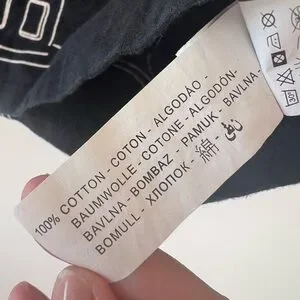 100% COTTON - COTON - ALGODÃO -
BAUMWOLLE - COTONE - ALGODÓN -
BAVLNA - BOMBAZ - PAMUK - BAVLNA -
BOMULL - ХЛОПОК - 綿 -